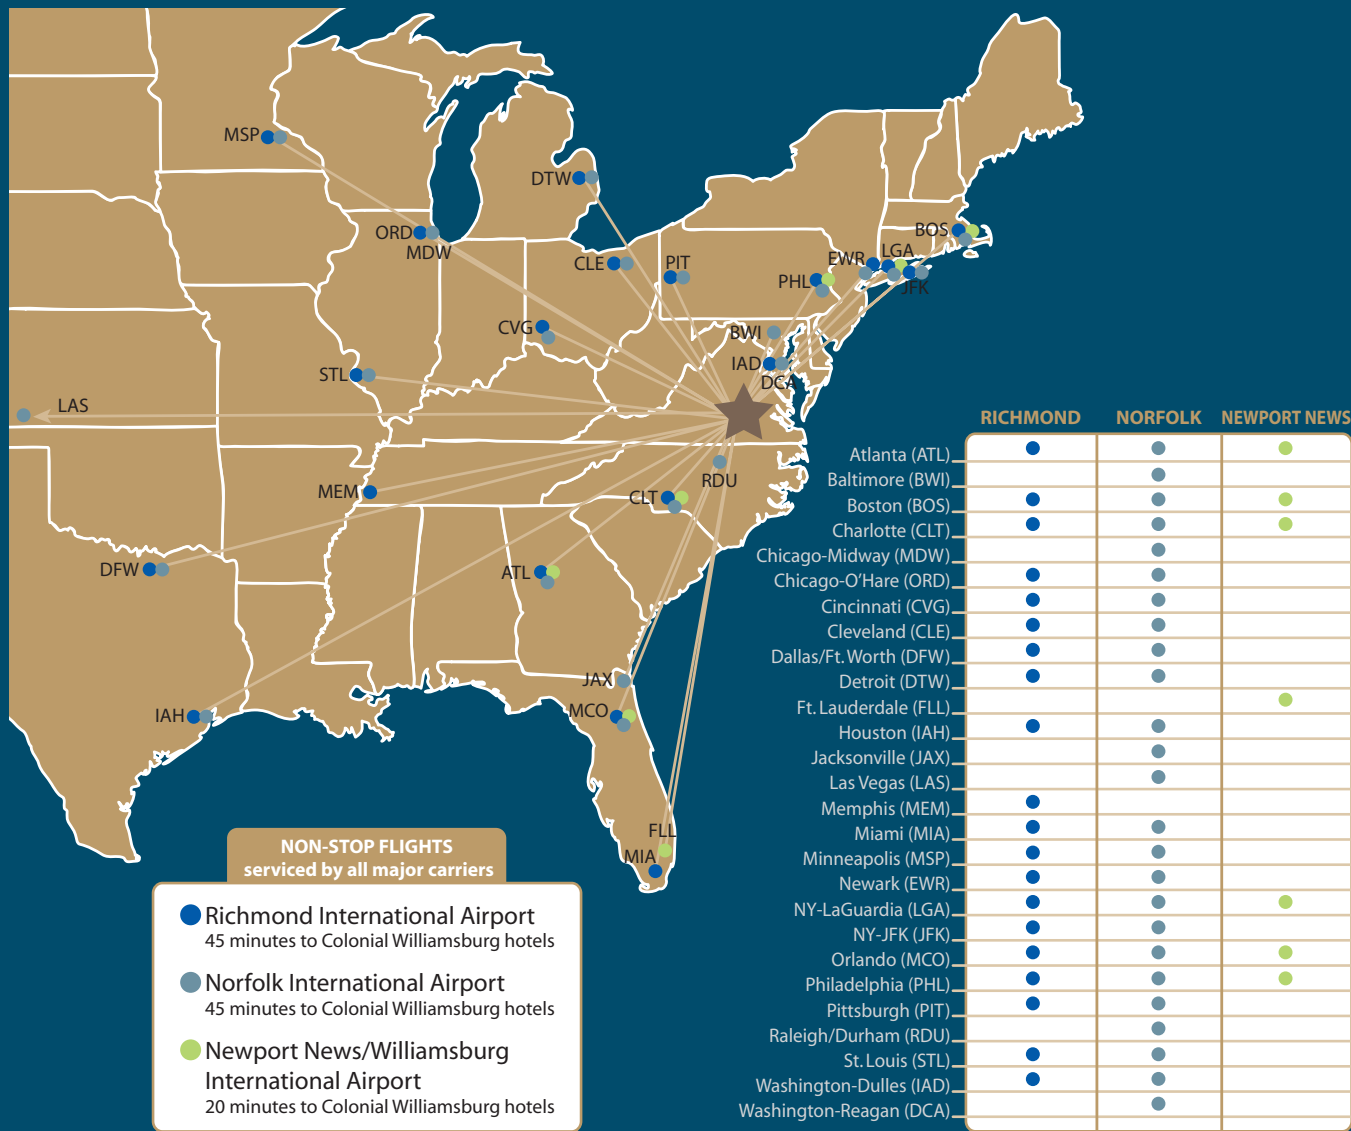 MSP
DTW
ORD
MDW
CLE
PIT
BOS
EWR
LGA
JFK
PHL
CVG
BWI
IAD
DCA
STL
LAS
MEM
RDU
CLT
DFW
ATL
JAX
MCO
IAH
FLL
MIA
NON-STOP FLIGHTS
serviced by all major carriers
Richmond International Airport
45 minutes to Colonial Williamsburg hotels
Norfolk International Airport
45 minutes to Colonial Williamsburg hotels
Newport News/Williamsburg
International Airport
20 minutes to Colonial Williamsburg hotels
RICHMOND NORFOLK NEWPORT NEWS
Atlanta (ATL)
Baltimore (BWI)
Boston (BOS)
Charlotte (CLT)
Chicago-Midway (MDW)
Chicago-O'Hare (ORD)
Cincinnati (CVG)
Cleveland (CLE)
Dallas/Ft. Worth (DFW)
Detroit (DTW)
Ft. Lauderdale (FLL)
Houston (IAH)
Jacksonville (JAX)
Las Vegas (LAS)
Memphis (MEM)
Miami (MIA)
Minneapolis (MSP)
Newark (EWR)
NY-LaGuardia (LGA)
NY-JFK (JFK)
Orlando (MCO)
Philadelphia (PHL)
Pittsburgh (PIT)
Raleigh/Durham (RDU)
St. Louis (STL)
Washington-Dulles (IAD)
Washington-Reagan (DCA)